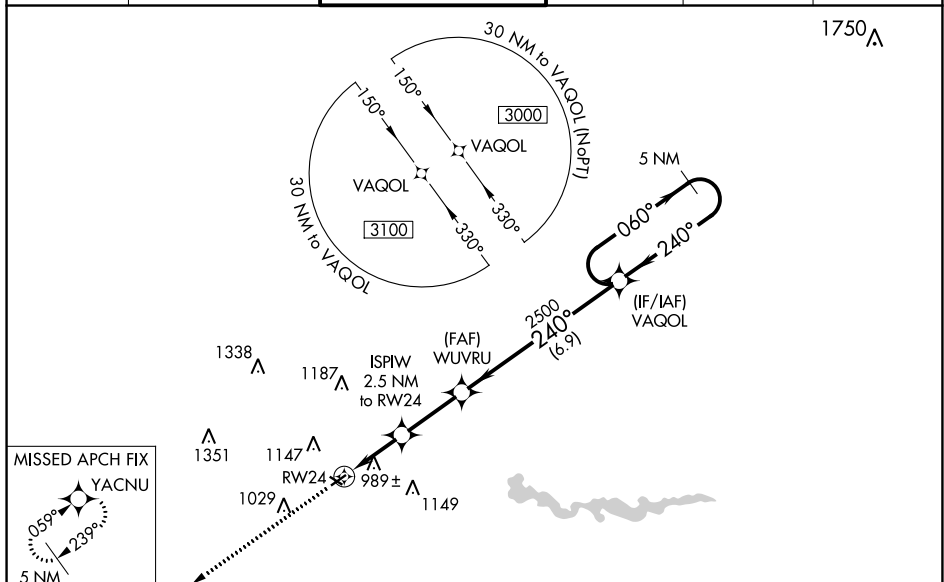 1750
30 NM to VAQOL (NoPT)
150°
3000
VAQOL
330°
150°
VAQOL
3100
330°
30 NM to VAQOL
5 NM
060°
240°
(IF/IAF)
VAQOL
2500
240°
(6.9)
(FAF)
WUVRU
ISPIW
2.5 NM
to RW24
1338
1187
1351
1147
RW24
989±
1029
1149
MISSED APCH FIX
YACNU
059°
239°
5 NM